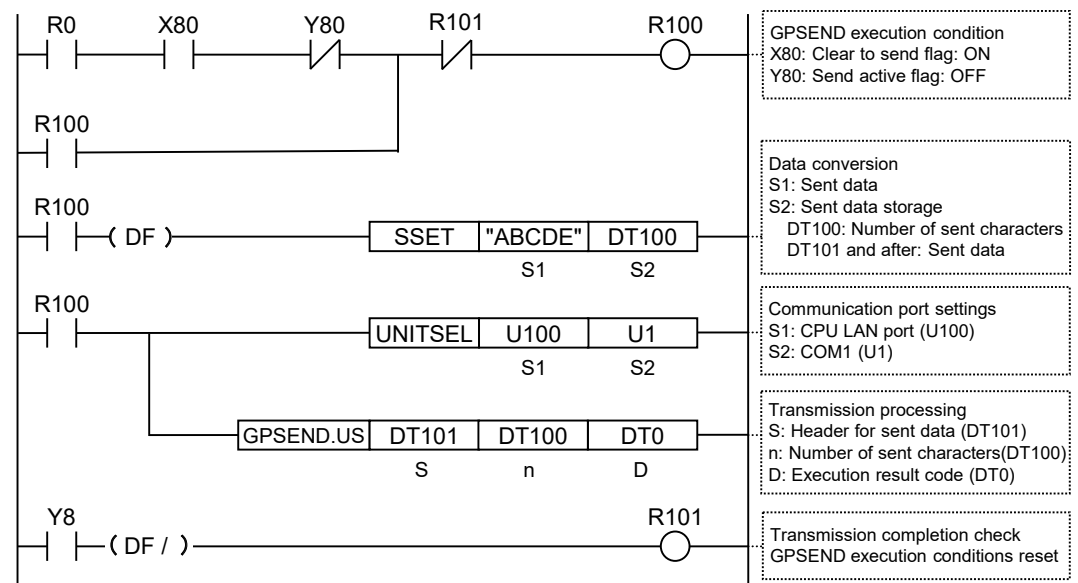 R0 X80 Y80 R101 R100
GPSEND execution condition
X80: Clear to send flag: ON
Y80: Send active flag: OFF
R100
Data conversion
S1: Sent data
S2: Sent data storage
DT100: Number of sent characters
DT101 and after: Sent data
R100
( DF ) SSET "ABCDE" DT100
S1 S2
R100
Communication port settings
S1: CPU LAN port (U100)
S2: COM1 (U1)
UNITSEL U100 U1
S1 S2
Transmission processing
S: Header for sent data (DT101)
n: Number of sent characters(DT100)
D: Execution result code (DT0)
GPSEND.US DT101 DT100 DT0
S n D
Y8 R101
( DF / )
Transmission completion check
GPSEND execution conditions reset